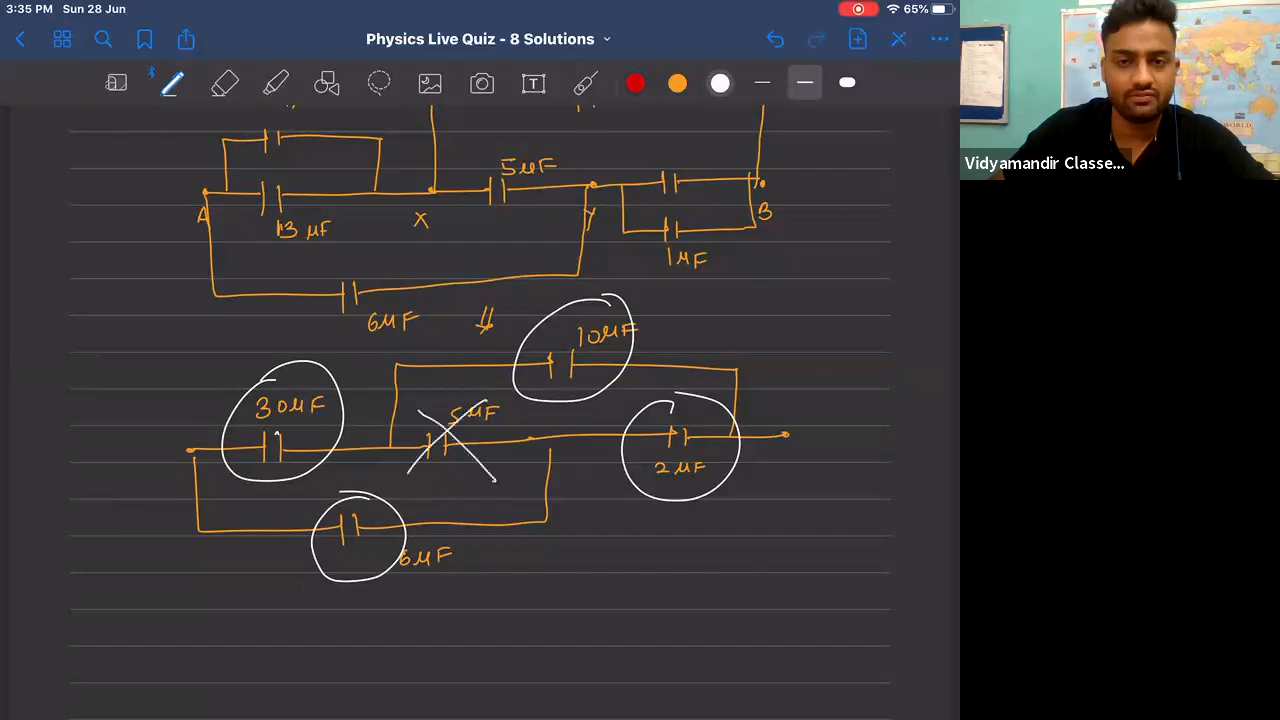 3:35 PM Sun 28 Jun
65%
Physics Live Quiz - 8 Solutions
Vidyamandir Classe...
WORLD
5μF
A
13 μF
X
Y
B
1μF
6μF
10μF
30μF
5μF
2μF
6μF